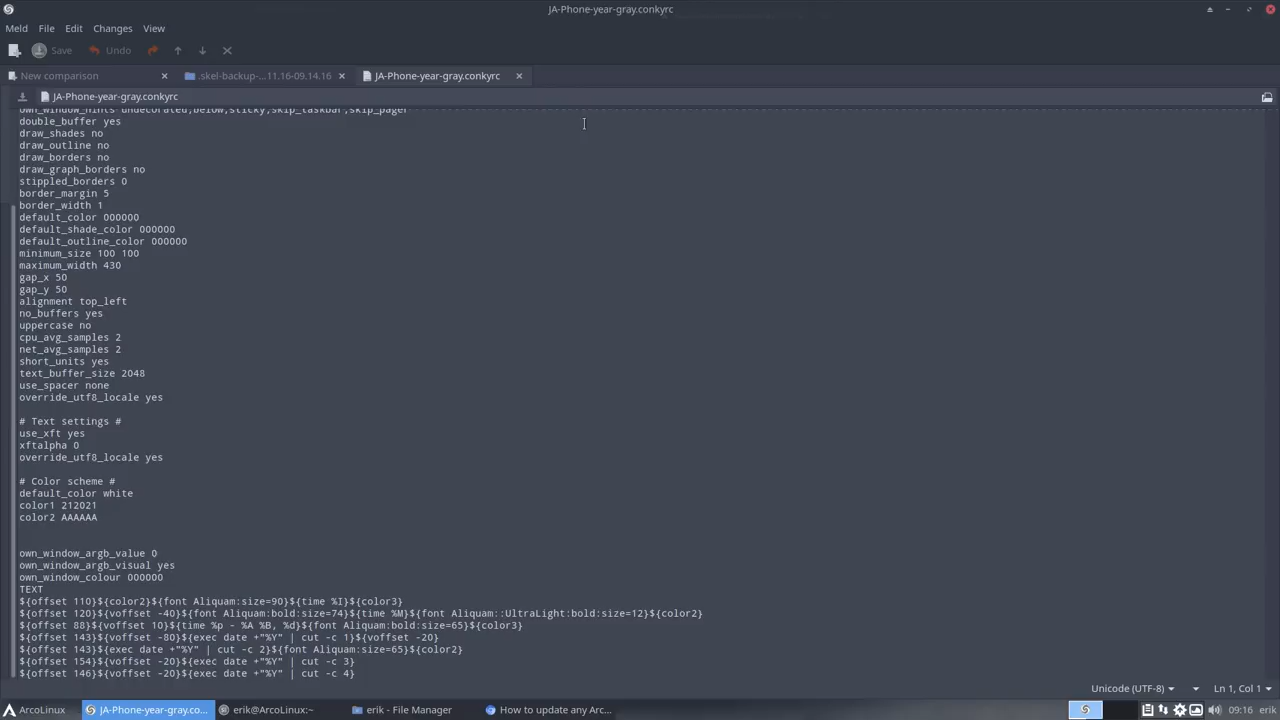 JA-Phone-year-gray.conkyrc
Meld File Edit Changes View
Save Undo
New comparison .skel-backup-...11.16-09.14.16 JA-Phone-year-gray.conkyrc
JA-Phone-year-gray.conkyrc
own_window_hints undecorated,below,sticky,skip_taskbar,skip_pager
double_buffer yes
draw_shades no
draw_outline no
draw_borders no
draw_graph_borders no
stippled_borders 0
border_margin 5
border_width 1
default_color 000000
default_shade_color 000000
default_outline_color 000000
minimum_size 100 100
maximum_width 430
gap_x 50
gap_y 50
alignment top_left
no_buffers yes
uppercase no
cpu_avg_samples 2
net_avg_samples 2
short_units yes
text_buffer_size 2048
use_spacer none
override_utf8_locale yes
# Text settings #
use_xft yes
xftalpha 0
override_utf8_locale yes
# Color scheme #
default_color white
color1 212021
color2 AAAAAA
own_window_argb_value 0
own_window_argb_visual yes
own_window_colour 000000
TEXT
${offset 110}${color2}${font Aliquam:size=90}${time %I}${color3}
${offset 120}${voffset -40}${font Aliquam:bold:size=74}${time %M}${font Aliquam::UltraLight:bold:size=12}${color2}
${offset 88}${voffset 10}${time %p - %A %B, %d}${font Aliquam:bold:size=65}${color3}
${offset 143}${voffset -80}${exec date +"%Y" | cut -c 1}${voffset -20}
${offset 143}${exec date +"%Y" | cut -c 2}${font Aliquam:size=65}${color2}
${offset 154}${voffset -20}${exec date +"%Y" | cut -c 3}
${offset 146}${voffset -20}${exec date +"%Y" | cut -c 4}
Unicode (UTF-8) Ln 1, Col 1
ArcoLinux JA-Phone-year-gray.co... erik@ArcoLinux:~ erik - File Manager How to update any Arc... 09:16 erik